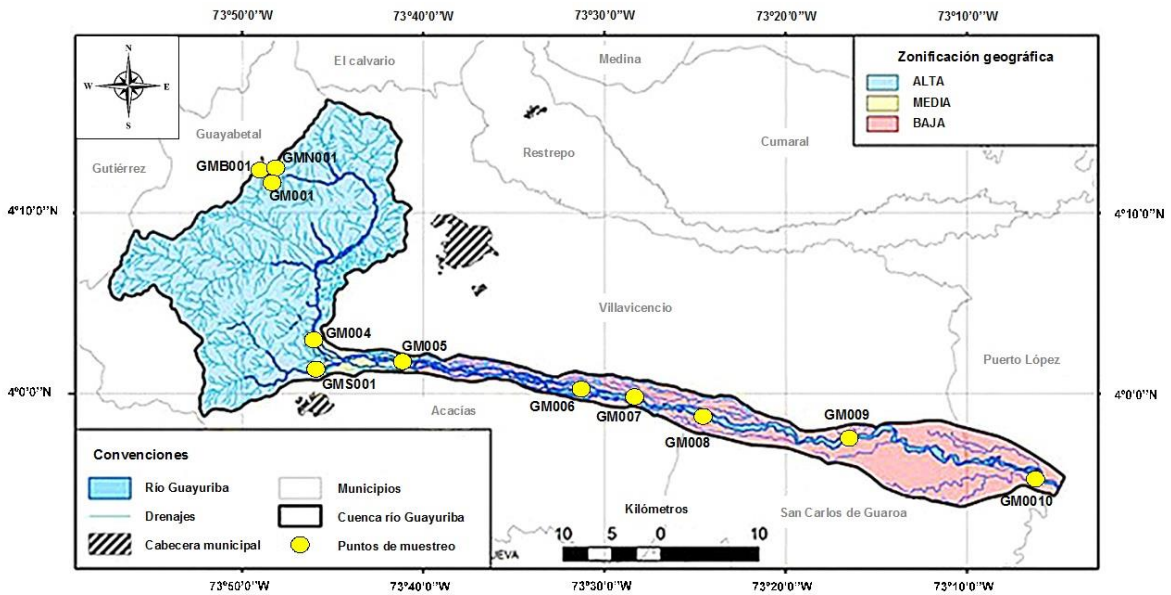 73°50'0"W 73°40'0"W 73°30'0"W 73°20'0"W 73°10'0"W
N
W E
S
El calvario
Medina
Zonificación geográfica
ALTA
MEDIA
BAJA
Guayabetal
Gutiérrez
Restrepo
Cumaral
GMB001
GMN001
GM001
4°10'0"N 4°10'0"N
Villavicencio
GM004
GM005
GMS001
Puerto López
4°0'0"N 4°0'0"N
Acacías
GM006
GM007
GM008
GM009
GM0010
San Carlos de Guaroa
Convenciones
Río Guayuriba
Drenajes
Cabecera municipal
Municipios
Cuenca río Guayuriba
Puntos de muestreo
UEVA
Kilómetros
10 5 0 10
73°50'0"W 73°40'0"W 73°30'0"W 73°20'0"W 73°10'0"W